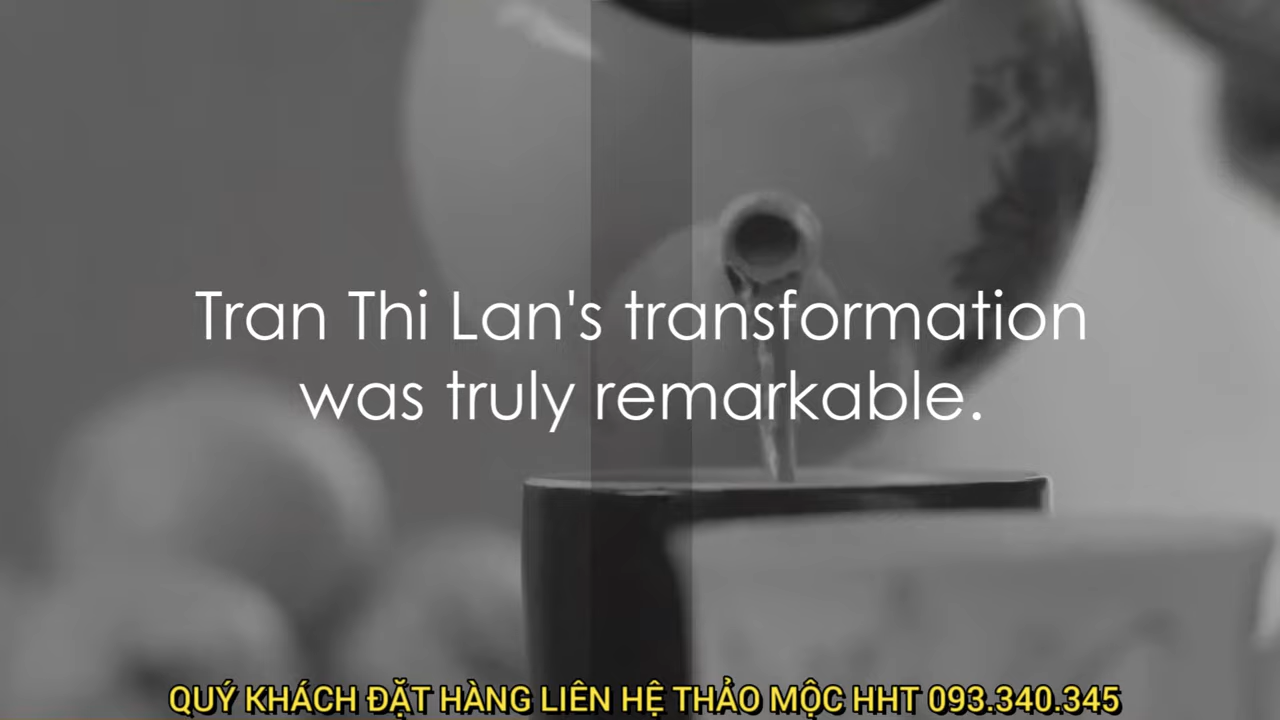 Tran Thi Lan's transformation
was truly remarkable.
QUÝ KHÁCH ĐẶT HÀNG LIÊN HỆ THẢO MỘC HHT 093.340.345